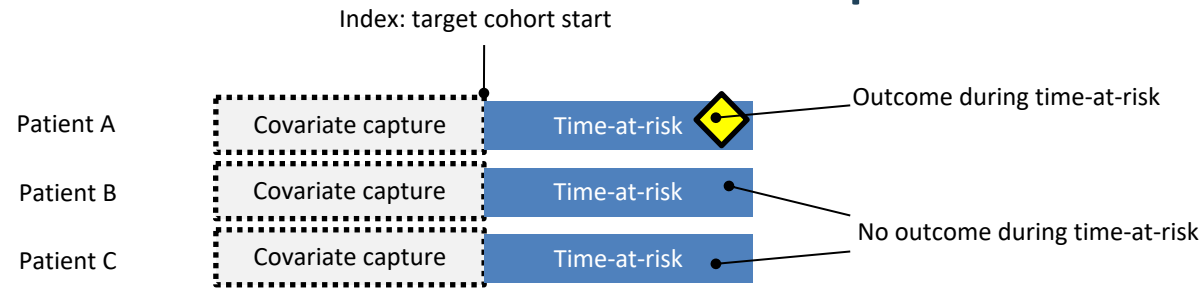 Index: target cohort start
Patient A
Covariate capture
Time-at-risk
Outcome during time-at-risk
Patient B
Covariate capture
Time-at-risk
No outcome during time-at-risk
Patient C
Covariate capture
Time-at-risk